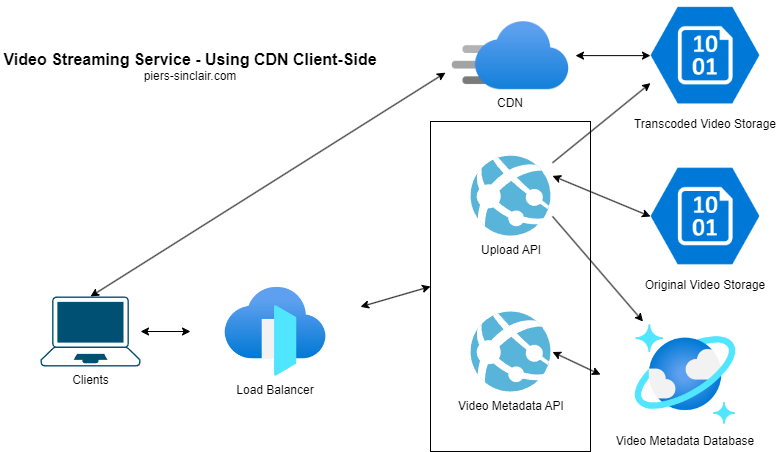 Video Streaming Service - Using CDN Client-Side
piers-sinclair.com
CDN
10
01
Transcoded Video Storage
Upload API
10
01
Original Video Storage
Clients
Load Balancer
Video Metadata API
Video Metadata Database